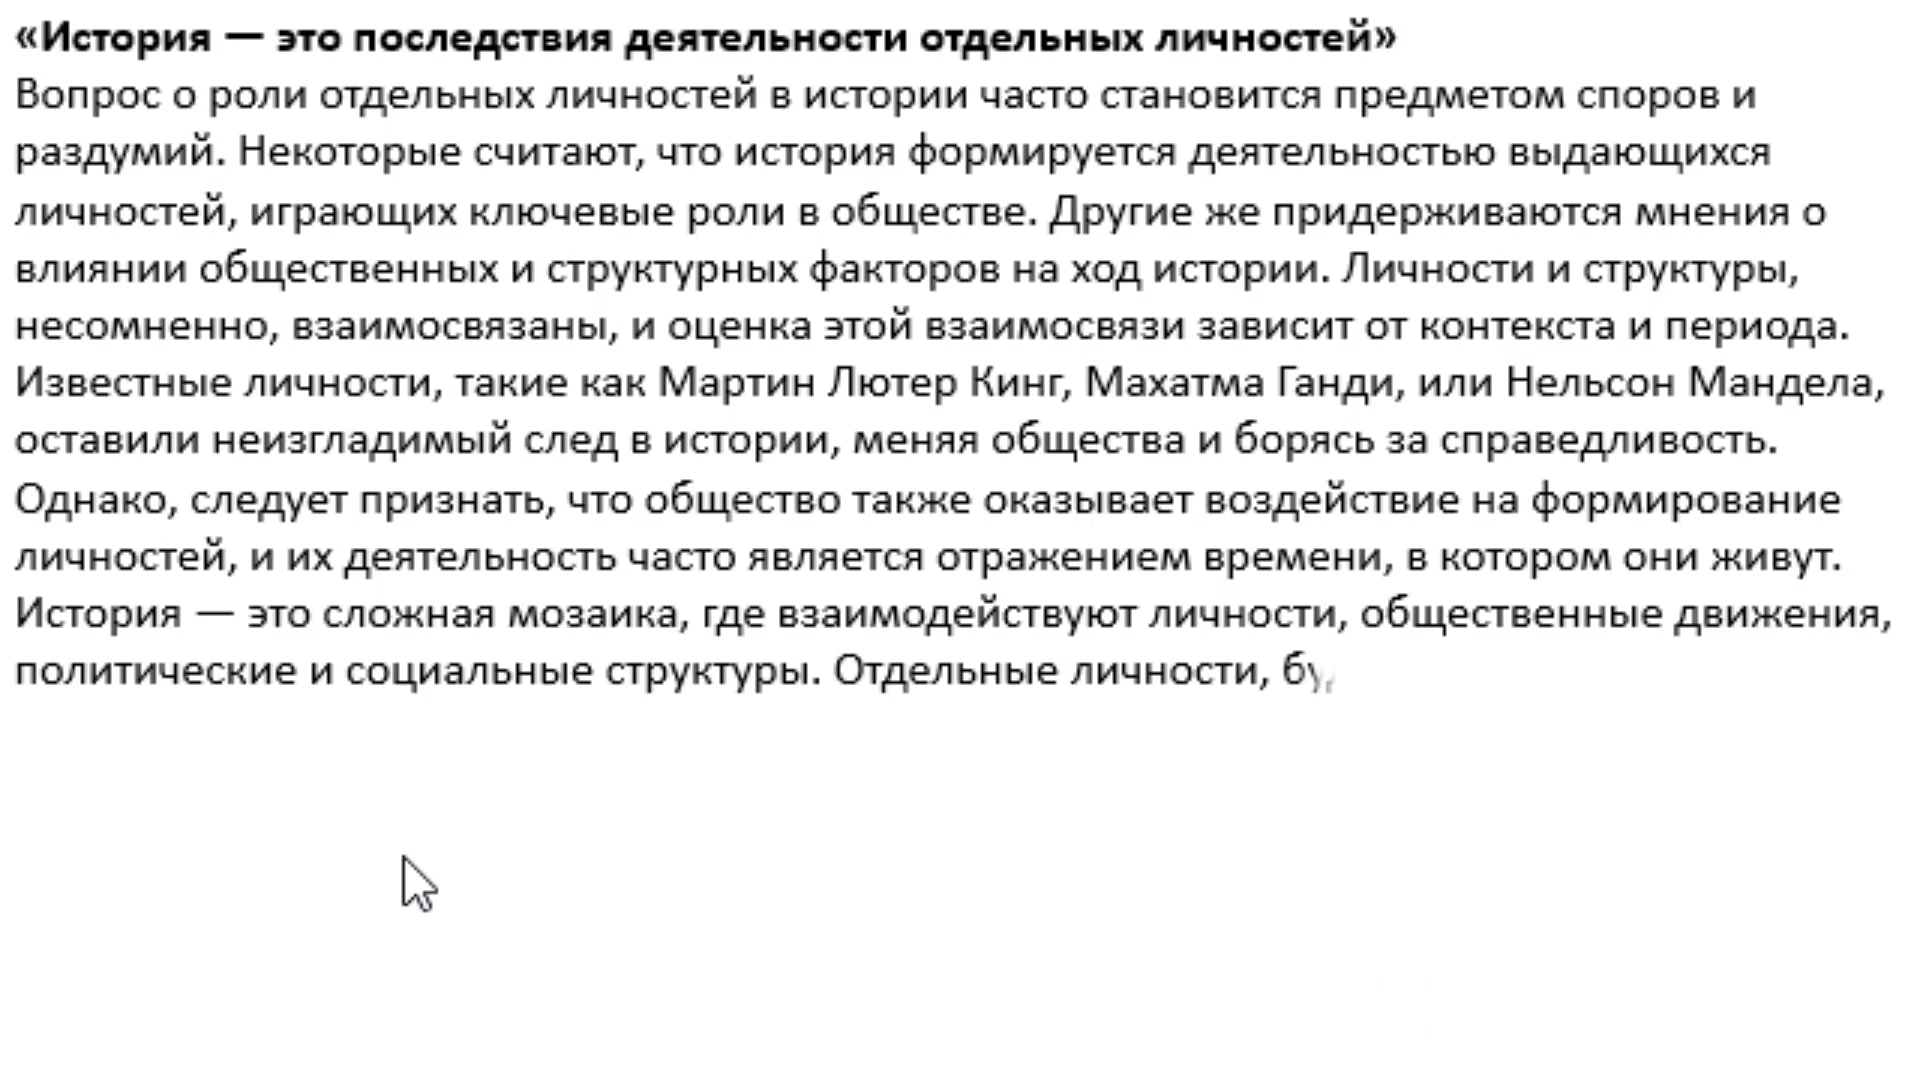 «История — это последствия деятельности отдельных личностей»
Вопрос о роли отдельных личностей в истории часто становится предметом споров и
раздумий. Некоторые считают, что история формируется деятельностью выдающихся
личностей, играющих ключевые роли в обществе. Другие же придерживаются мнения о
влиянии общественных и структурных факторов на ход истории. Личности и структуры,
несомненно, взаимосвязаны, и оценка этой взаимосвязи зависит от контекста и периода.
Известные личности, такие как Мартин Лютер Кинг, Махатма Ганди, или Нельсон Мандела,
оставили неизгладимый след в истории, меняя общества и борясь за справедливость.
Однако, следует признать, что общество также оказывает воздействие на формирование
личностей, и их деятельность часто является отражением времени, в котором они живут.
История — это сложная мозаика, где взаимодействуют личности, общественные движения,
политические и социальные структуры. Отдельные личности,